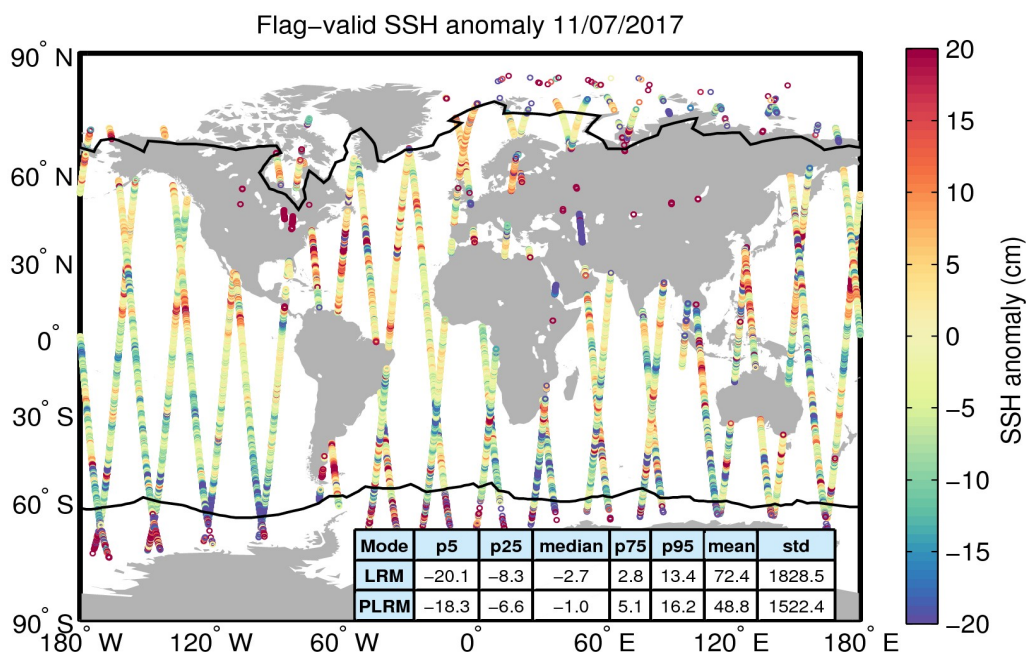 Flag−valid SSH anomaly 11/07/2017
90° N
60° N
30° N
0°
30° S
60° S
90° S
180° W 120° W 60° W 0° 60° E 120° E 180° E
Mode p5 p25 median p75 p95 mean std
LRM −20.1 −8.3 −2.7 2.8 13.4 72.4 1828.5
PLRM −18.3 −6.6 −1.0 5.1 16.2 48.8 1522.4
20
15
10
5
0
−5
−10
−15
−20
SSH anomaly (cm)